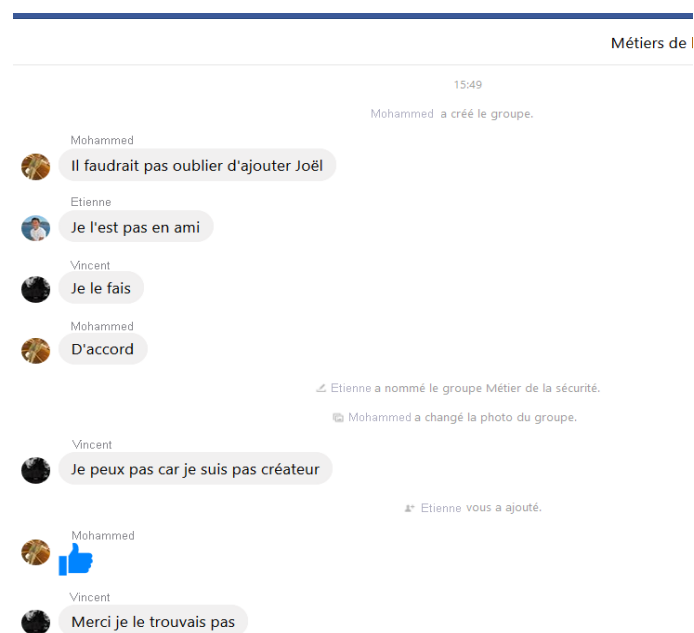 Métiers de
15:49
Mohammed a créé le groupe.
Mohammed
Il faudrait pas oublier d'ajouter Joël
Etienne
Je l'est pas en ami
Vincent
Je le fais
Mohammed
D'accord
Etienne a nommé le groupe Métier de la sécurité.
Mohammed a changé la photo du groupe.
Vincent
Je peux pas car je suis pas créateur
Etienne vous a ajouté.
Mohammed
Vincent
Merci je le trouvais pas